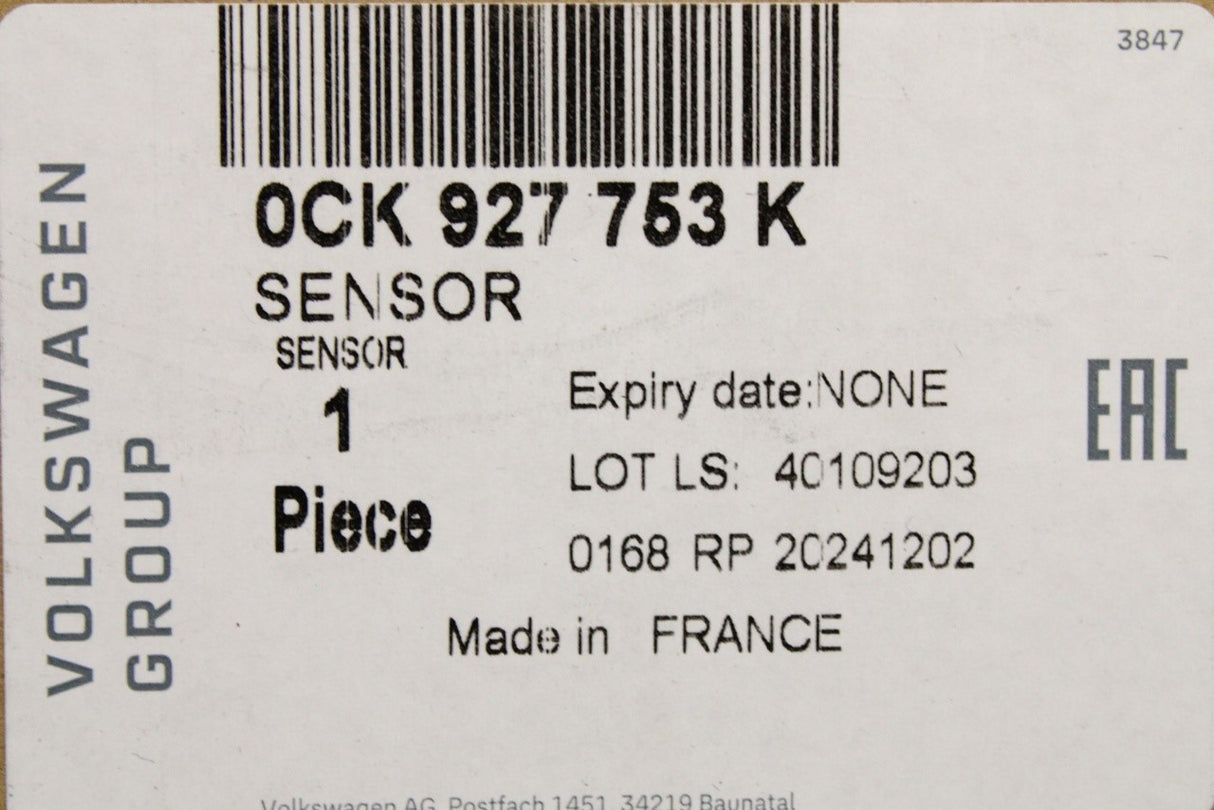 3847
0CK 927 753 K
SENSOR
SENSOR
1
Piece
Expiry date:NONE
LOT LS: 40109203
0168 RP 20241202
Made in FRANCE
EAC
VOLKSWAGEN
GROUP
Volkswagen AG, Postfach 1451, 34219 Baunatal